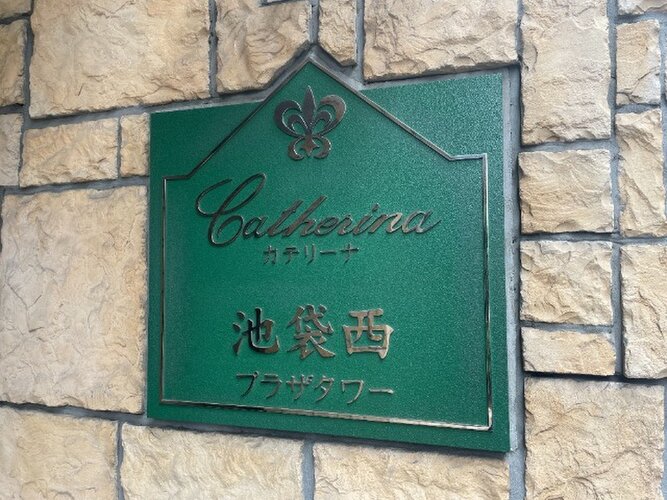 Catherina
カテリーナ
池袋西
プラザタワー